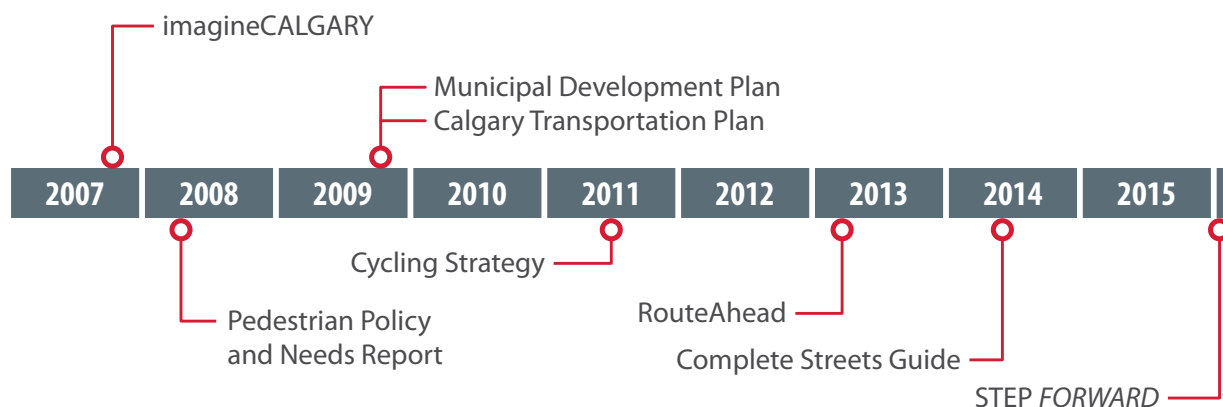 imagineCALGARY
Municipal Development Plan
Calgary Transportation Plan
2007 2008 2009 2010 2011 2012 2013 2014 2015
Cycling Strategy
Pedestrian Policy
and Needs Report
RouteAhead
Complete Streets Guide
STEP FORWARD